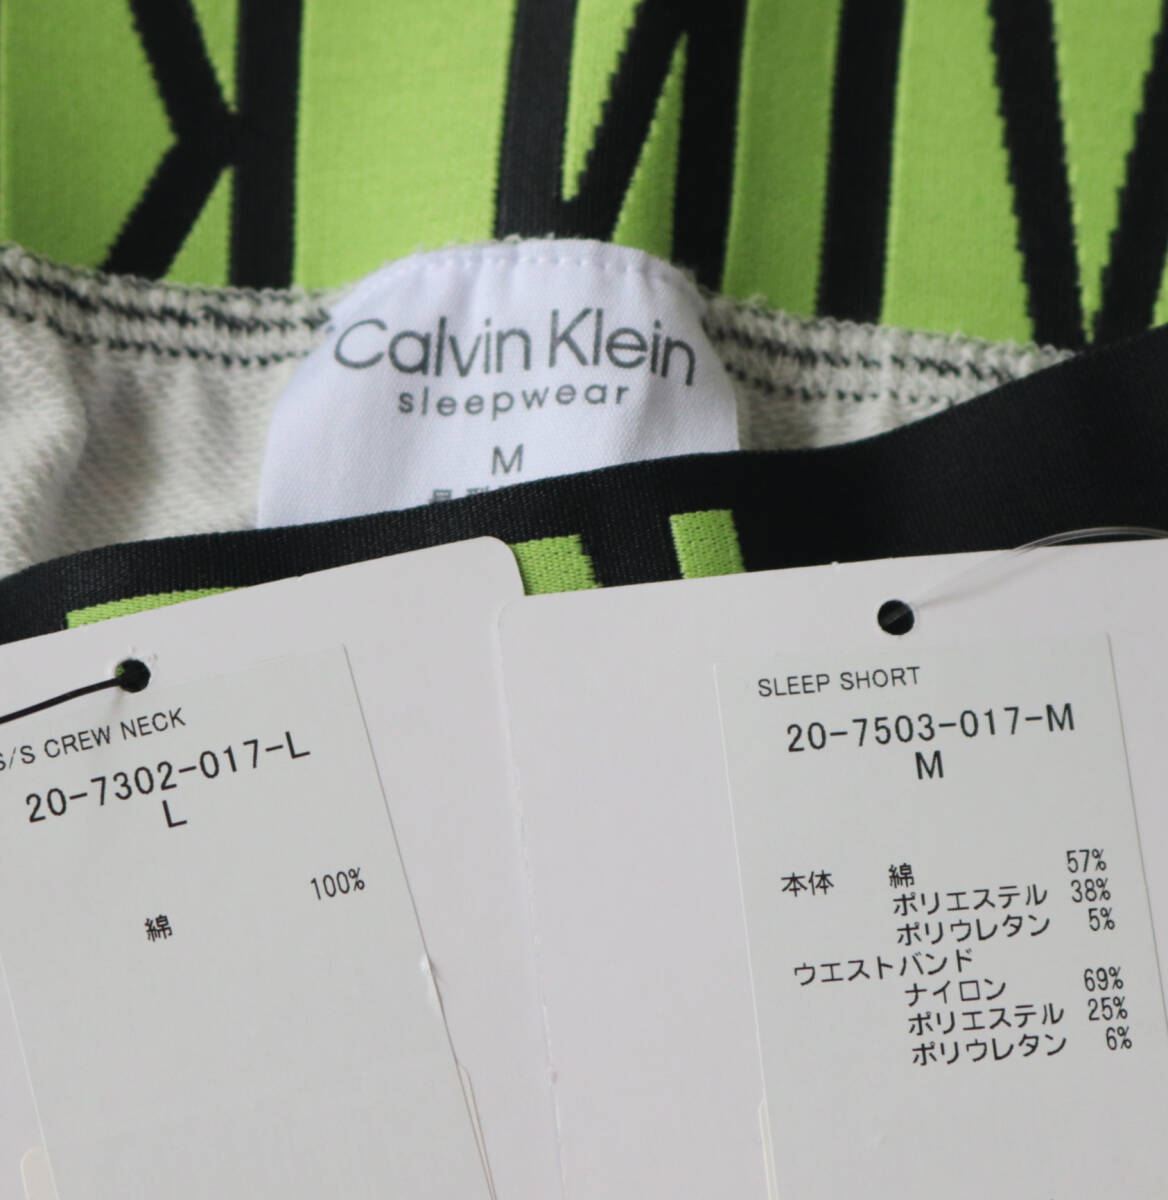 Calvin Klein
sleepwear
M
S/S CREW NECK
20-7302-017-L
L
綿 100%
SLEEP SHORT
20-7503-017-M
M
本体 綿 57%
ポリエステル 38%
ポリウレタン 5%
ウエストバンド
ナイロン 69%
ポリエステル 25%
ポリウレタン 6%